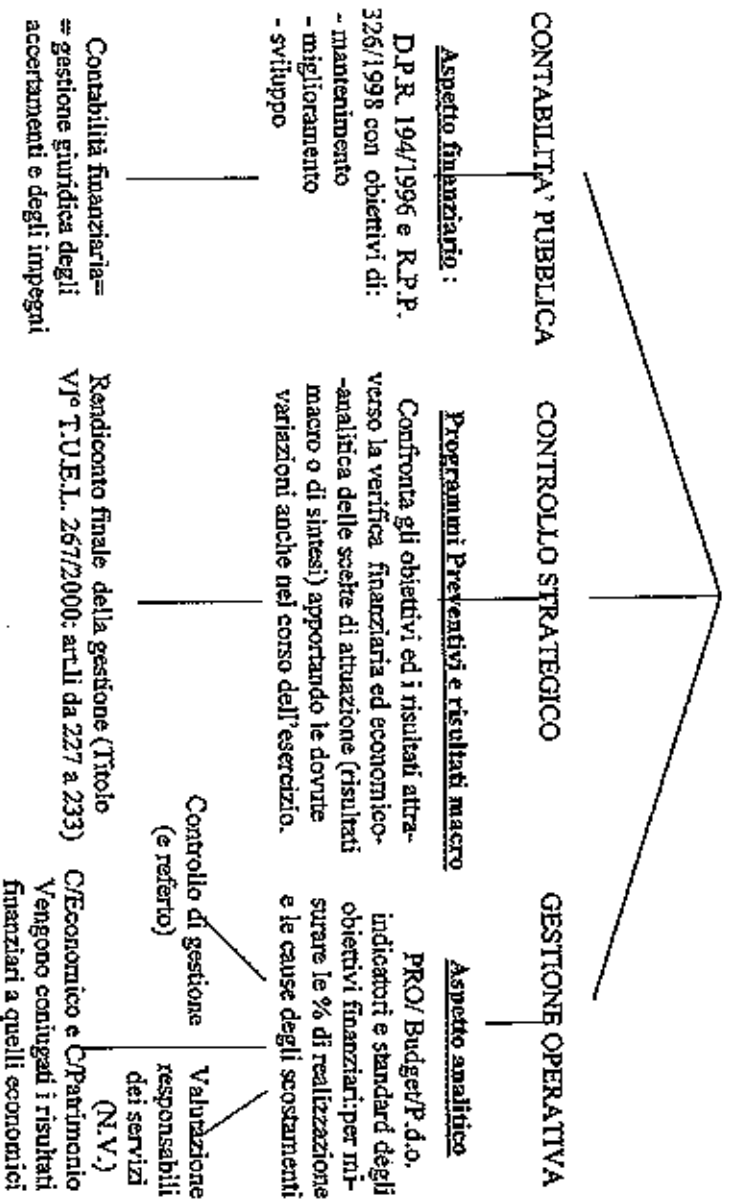 CONTABILITA' PUBBLICA
CONTROLLO STRATEGICO
GESTIONE OPERATIVA
Aspetto finanziario :
D.P.R. 194/1996 e R.P.P.
326/1998 con obiettivi di:
- mantenimento
- miglioramento
- sviluppo
Contabilità finanziaria=
= gestione giuridica degli
accertamenti e degli impegni
Programmi Preventivi e risultati macro
Confronta gli obiettivi ed i risultati attra-
verso la verifica finanziaria ed economico-
-analitica delle scelte di attuazione (risultati
macro o di sintesi) apportando le dovute
variazioni anche nel corso dell'esercizio.
Rendiconto finale della gestione (Titolo
VI° T.U.E.L. 267/2000: art.li da 227 a 233)
Aspetto analitico
PRO/ Budget/P.d.o.
indicatori e standard degli
obiettivi finanziari:per mi-
surare le % di realizzazione
e le cause degli scostamenti
Controllo di gestione
(e referto)
Valutazione
responsabili
dei servizi
(N.V.)
C/Economico e C/Patrimonio
Vengono coniugati i risultati
finanziari a quelli economici